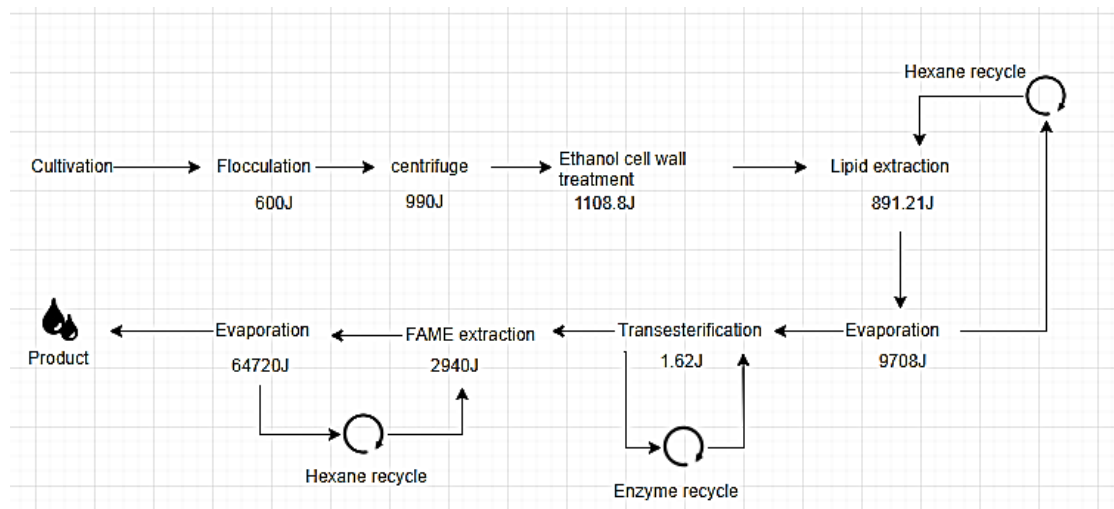 Hexane recycle
Cultivation
Flocculation
600J
centrifuge
990J
Ethanol cell wall
treatment
1108.8J
Lipid extraction
891.21J
Evaporation
9708J
Transesterification
1.62J
Enzyme recycle
FAME extraction
2940J
Evaporation
64720J
Hexane recycle
Product